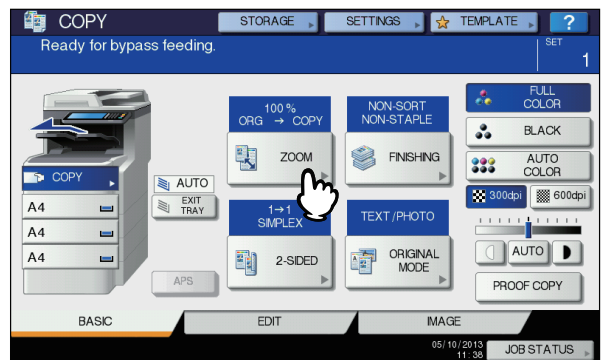 COPY
STORAGE
SETTINGS
TEMPLATE
?
Ready for bypass feeding.
SET
1
100 %
ORG → COPY
NON-SORT
NON-STAPLE
FULL
COLOR
ZOOM
FINISHING
BLACK
COPY
AUTO
AUTO
COLOR
EXIT
TRAY
300dpi
600dpi
A4
A4
A4
1→1
SIMPLEX
TEXT/PHOTO
2-SIDED
ORIGINAL
MODE
AUTO
APS
PROOF COPY
BASIC
EDIT
IMAGE
05/10/2013
11:38
JOB STATUS